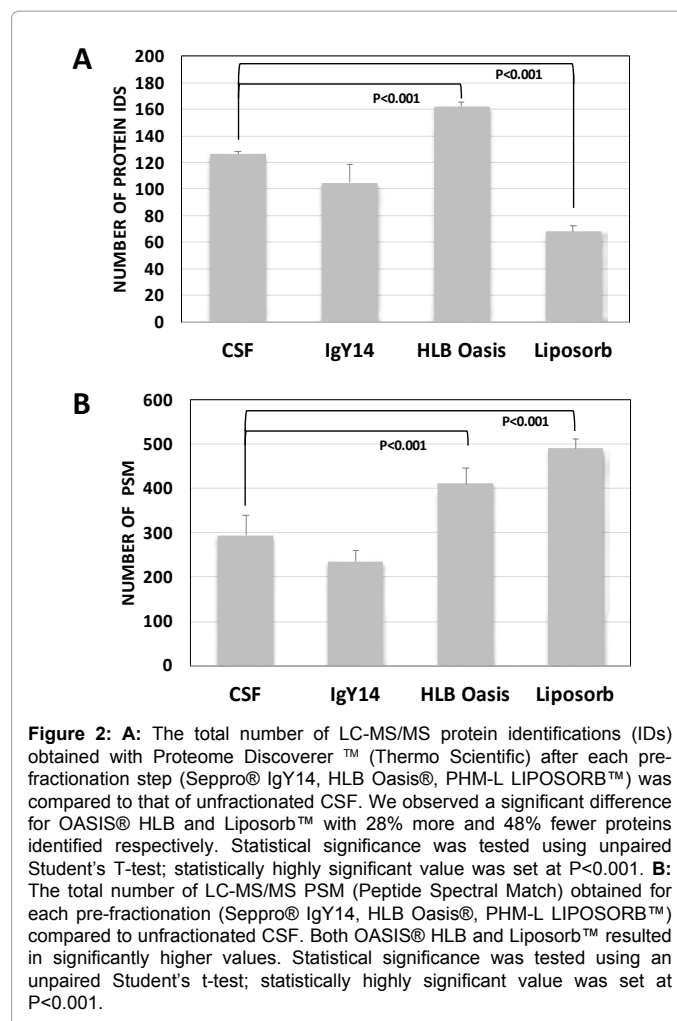 A
200
180
160
140
120
100
80
60
40
20
0
NUMBER OF PROTEIN IDS
P<0.001
P<0.001
CSF IgY14 HLB Oasis Liposorb
B
600
500
400
300
200
100
0
NUMBER OF PSM
P<0.001
P<0.001
CSF IgY14 HLB Oasis Liposorb
Figure 2: A: The total number of LC-MS/MS protein identifications (IDs)
obtained with Proteome Discoverer ™ (Thermo Scientific) after each pre-
fractionation step (Seppro® IgY14, HLB Oasis®, PHM-L LIPOSORB™) was
compared to that of unfractionated CSF. We observed a significant difference
for OASIS® HLB and Liposorb™ with 28% more and 48% fewer proteins
identified respectively. Statistical significance was tested using unpaired
Student’s T-test; statistically highly significant value was set at P<0.001. B:
The total number of LC-MS/MS PSM (Peptide Spectral Match) obtained for
each pre-fractionation (Seppro® IgY14, HLB Oasis®, PHM-L LIPOSORB™)
compared to unfractionated CSF. Both OASIS® HLB and Liposorb™ resulted
in significantly higher values. Statistical significance was tested using an
unpaired Student’s t-test; statistically highly significant value was set at
P<0.001.